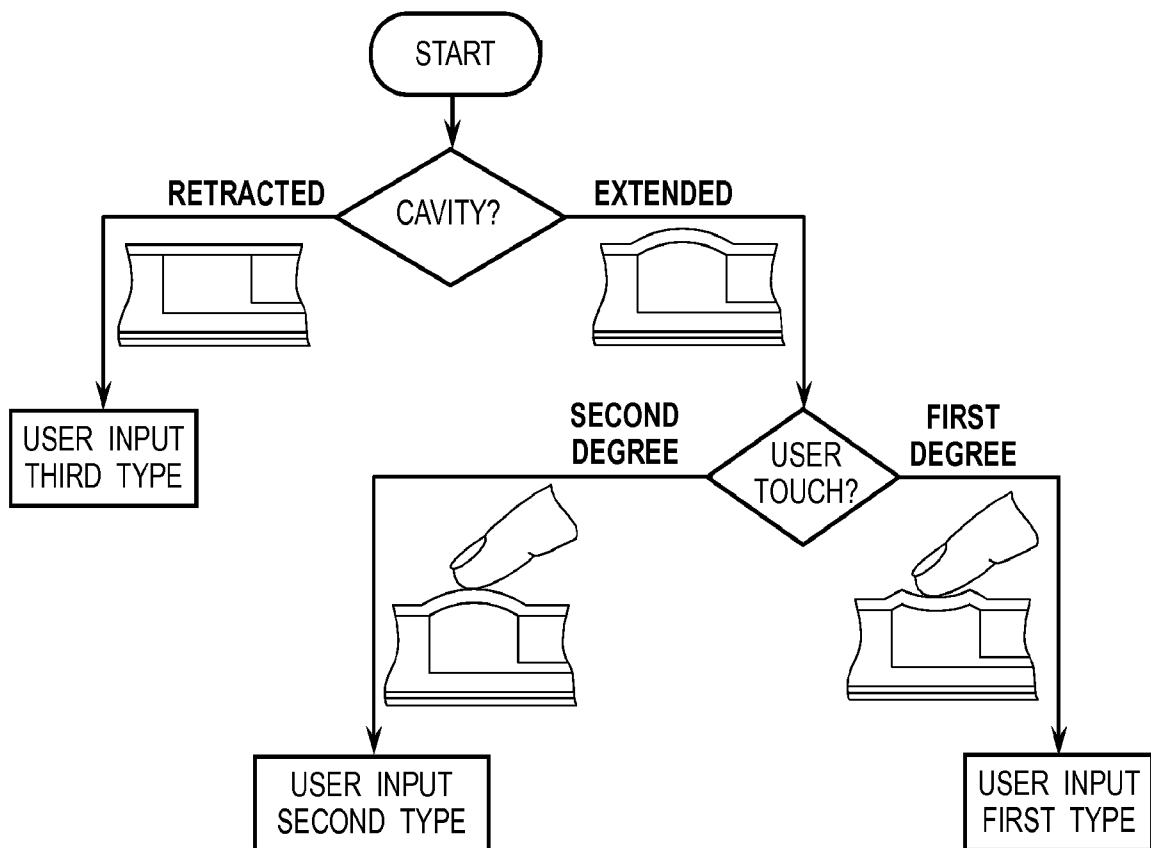 START
RETRACTED
CAVITY?
EXTENDED
USER INPUT
THIRD TYPE
SECOND
DEGREE
USER
TOUCH?
FIRST
DEGREE
USER INPUT
SECOND TYPE
USER INPUT
FIRST TYPE